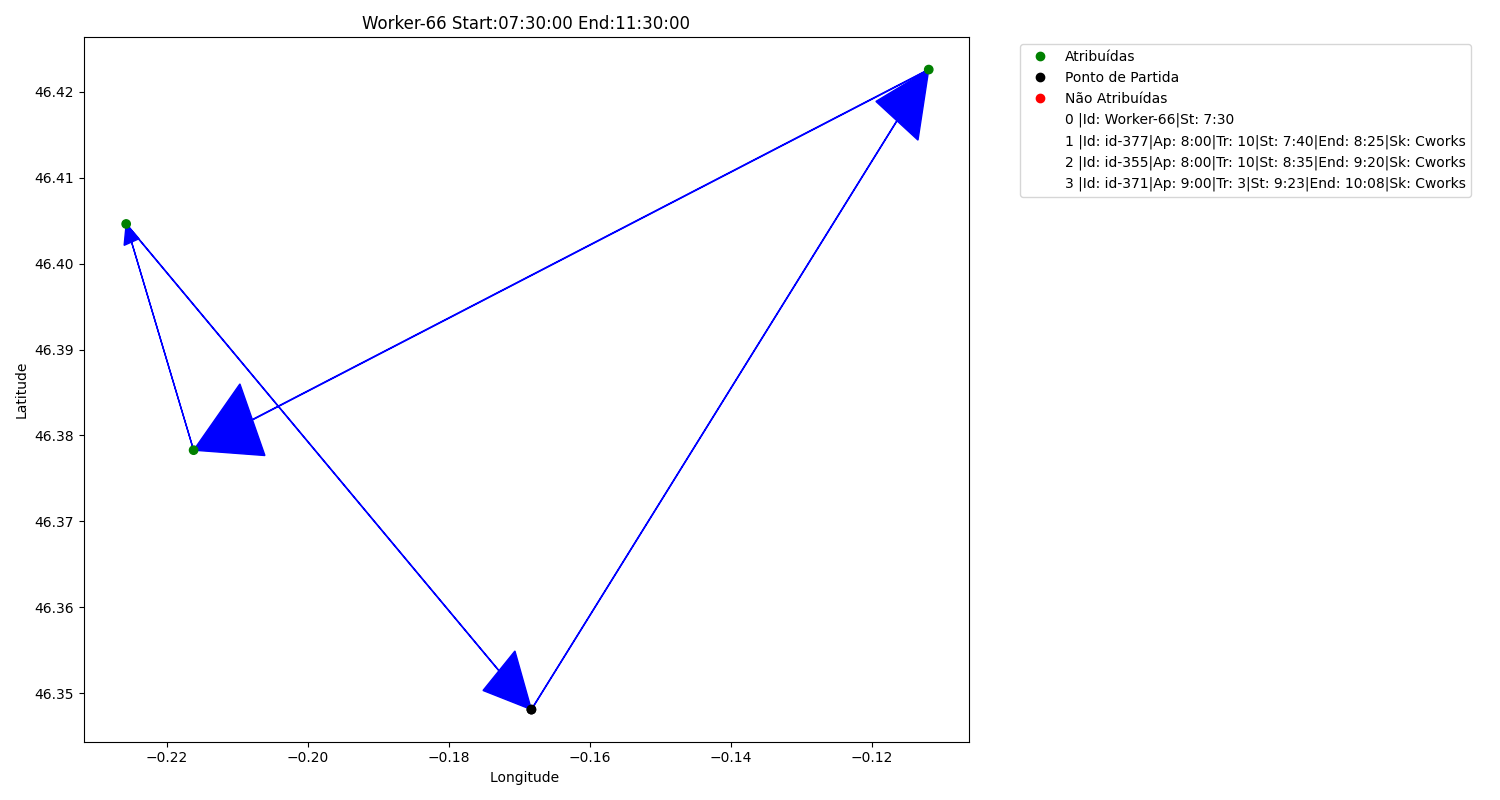 Worker-66 Start:07:30:00 End:11:30:00
46.42
46.41
46.40
46.39
46.38
46.37
46.36
46.35
Latitude
−0.22
−0.20
−0.18
−0.16
−0.14
−0.12
Longitude
Atribuídas
Ponto de Partida
Não Atribuídas
0 |Id: Worker-66|St: 7:30
1 |Id: id-377|Ap: 8:00|Tr: 10|St: 7:40|End: 8:25|Sk: Cworks
2 |Id: id-355|Ap: 8:00|Tr: 10|St: 8:35|End: 9:20|Sk: Cworks
3 |Id: id-371|Ap: 9:00|Tr: 3|St: 9:23|End: 10:08|Sk: Cworks